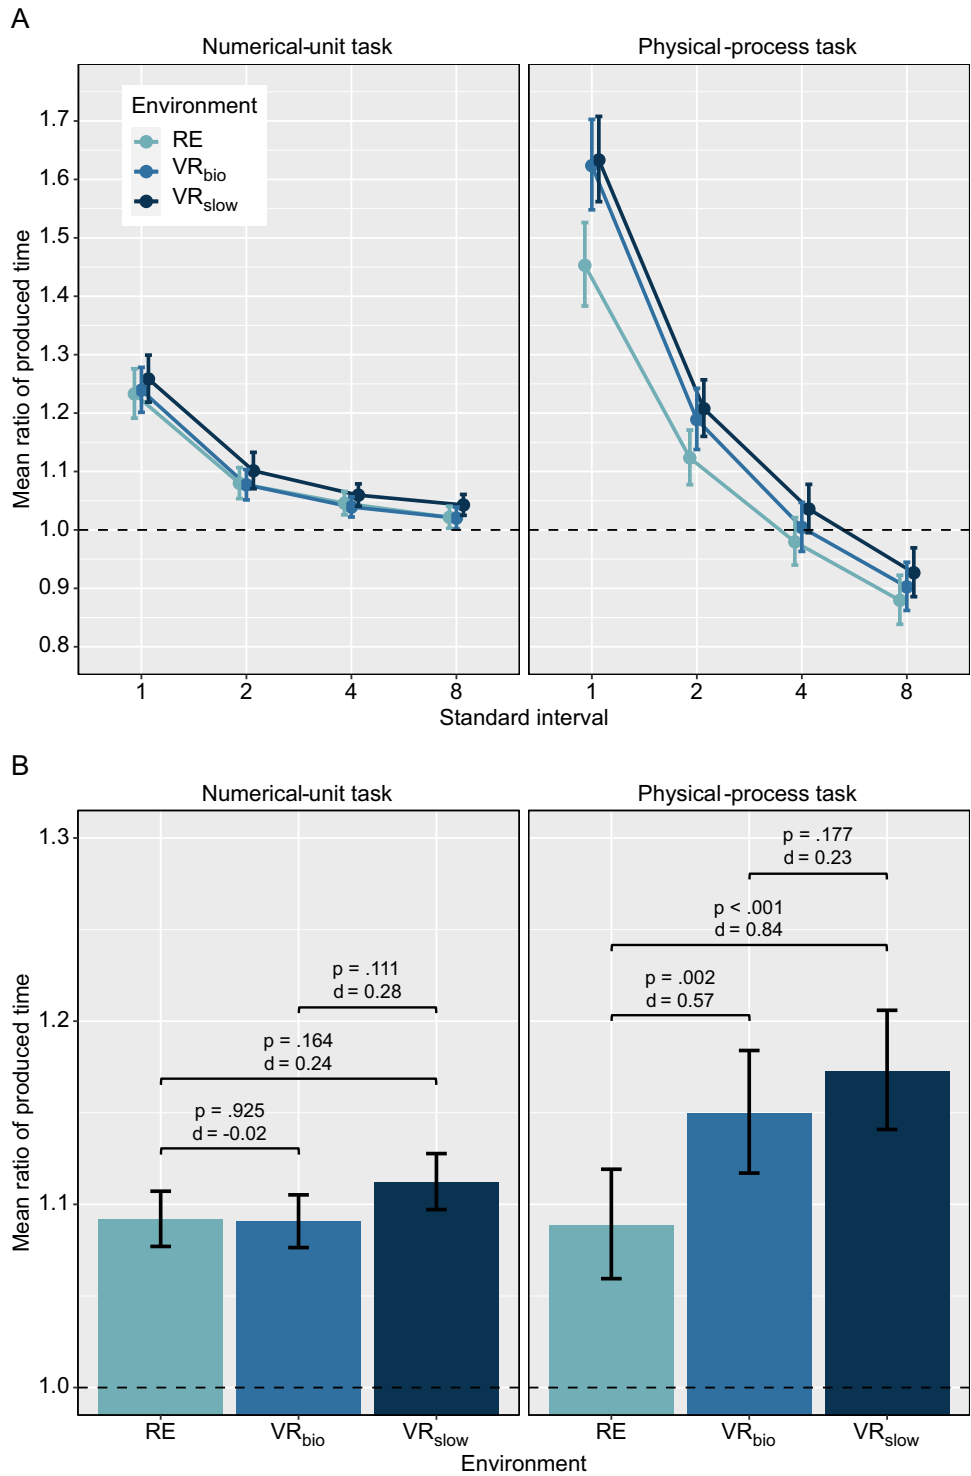 A
Numerical-unit task
Physical-process task
Mean ratio of produced time
1.7
1.6
1.5
1.4
1.3
1.2
1.1
1.0
0.9
0.8
Environment
RE
VRbio
VRslow
1 2 4 8
1 2 4 8
Standard interval
B
Numerical-unit task
Physical-process task
Mean ratio of produced time
1.3
1.2
1.1
1.0
p = .111
d = 0.28
p = .164
d = 0.24
p = .925
d = -0.02
p = .177
d = 0.23
p < .001
d = 0.84
p = .002
d = 0.57
RE VRbio VRslow
RE VRbio VRslow
Environment